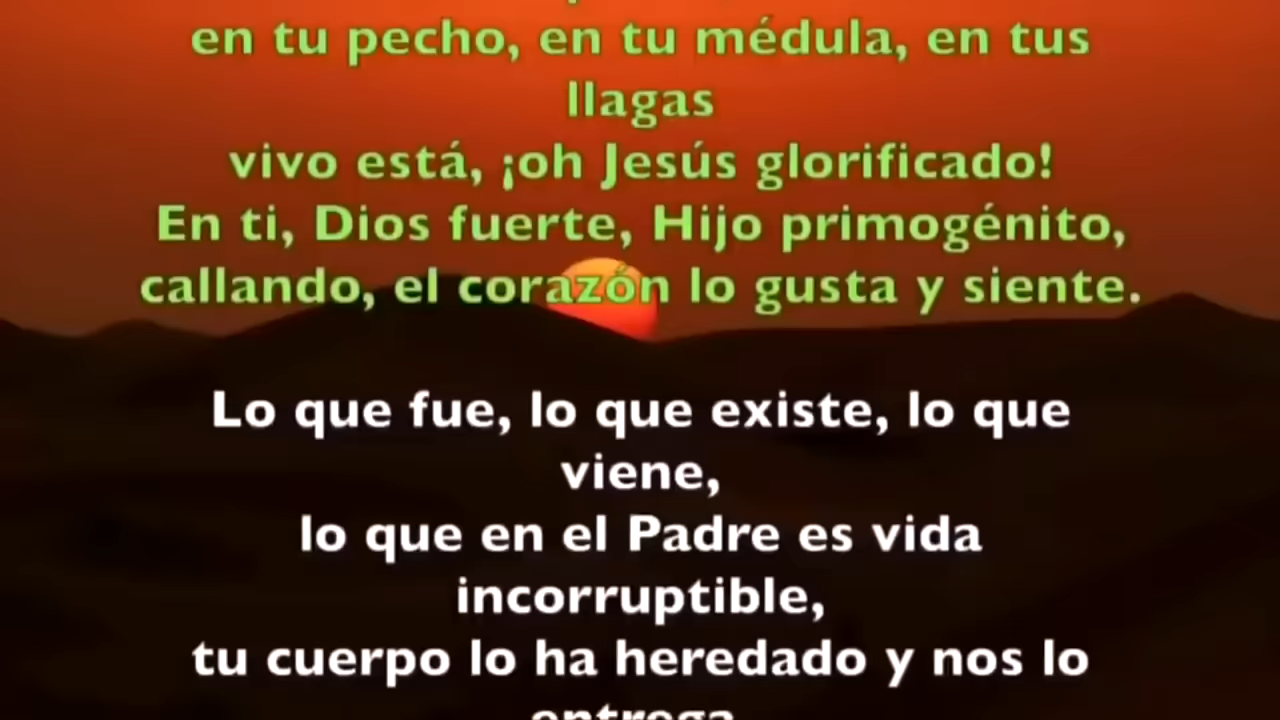 en tu pecho, en tu médula, en tus
llagas
vivo está, ¡oh Jesús glorificado!
En ti, Dios fuerte, Hijo primogénito,
callando, el corazón lo gusta y siente.
Lo que fue, lo que existe, lo que
viene,
lo que en el Padre es vida
incorruptible,
tu cuerpo lo ha heredado y nos lo
entrega